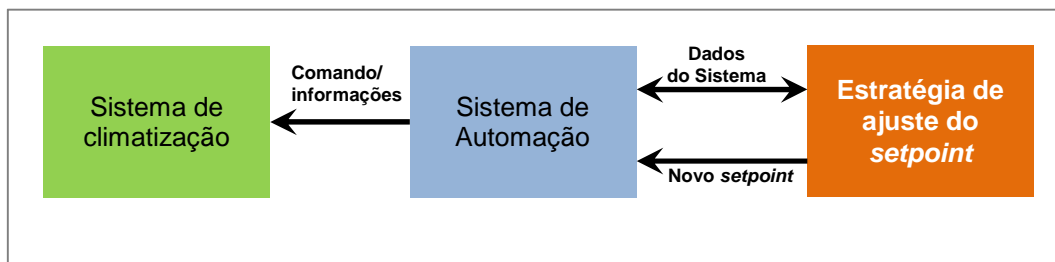 Sistema de
climatização
Comando/
informações
Sistema de
Automação
Dados
do Sistema
Novo setpoint
Estratégia de
ajuste do
setpoint